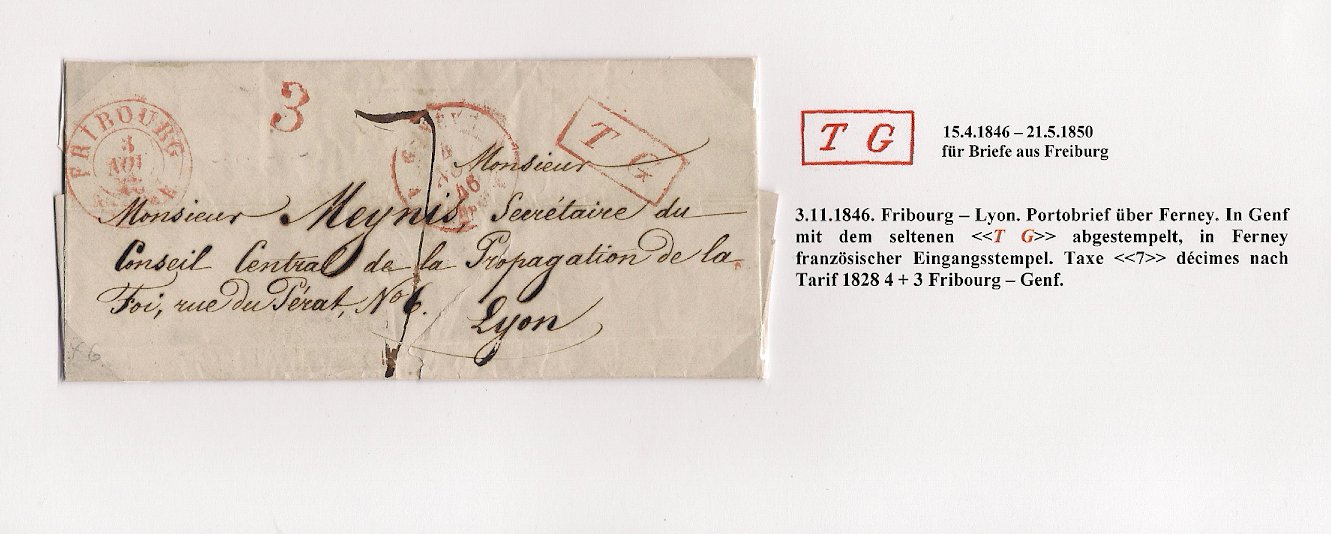 FRIBOURG
3
NOV
46
3
7
T G
46
Monsieur
Monsieur Meynis Secrétaire du
Conseil Central de la Propagation de la
Foi, rue du Pérat, No 6.
Lyon
T G
15.4.1846 – 21.5.1850
für Briefe aus Freiburg
3.11.1846. Fribourg – Lyon. Portobrief über Ferney. In Genf
mit dem seltenen <<T G>> abgestempelt, in Ferney
französischer Eingangsstempel. Taxe <<7>> décimes nach
Tarif 1828 4 + 3 Fribourg – Genf.